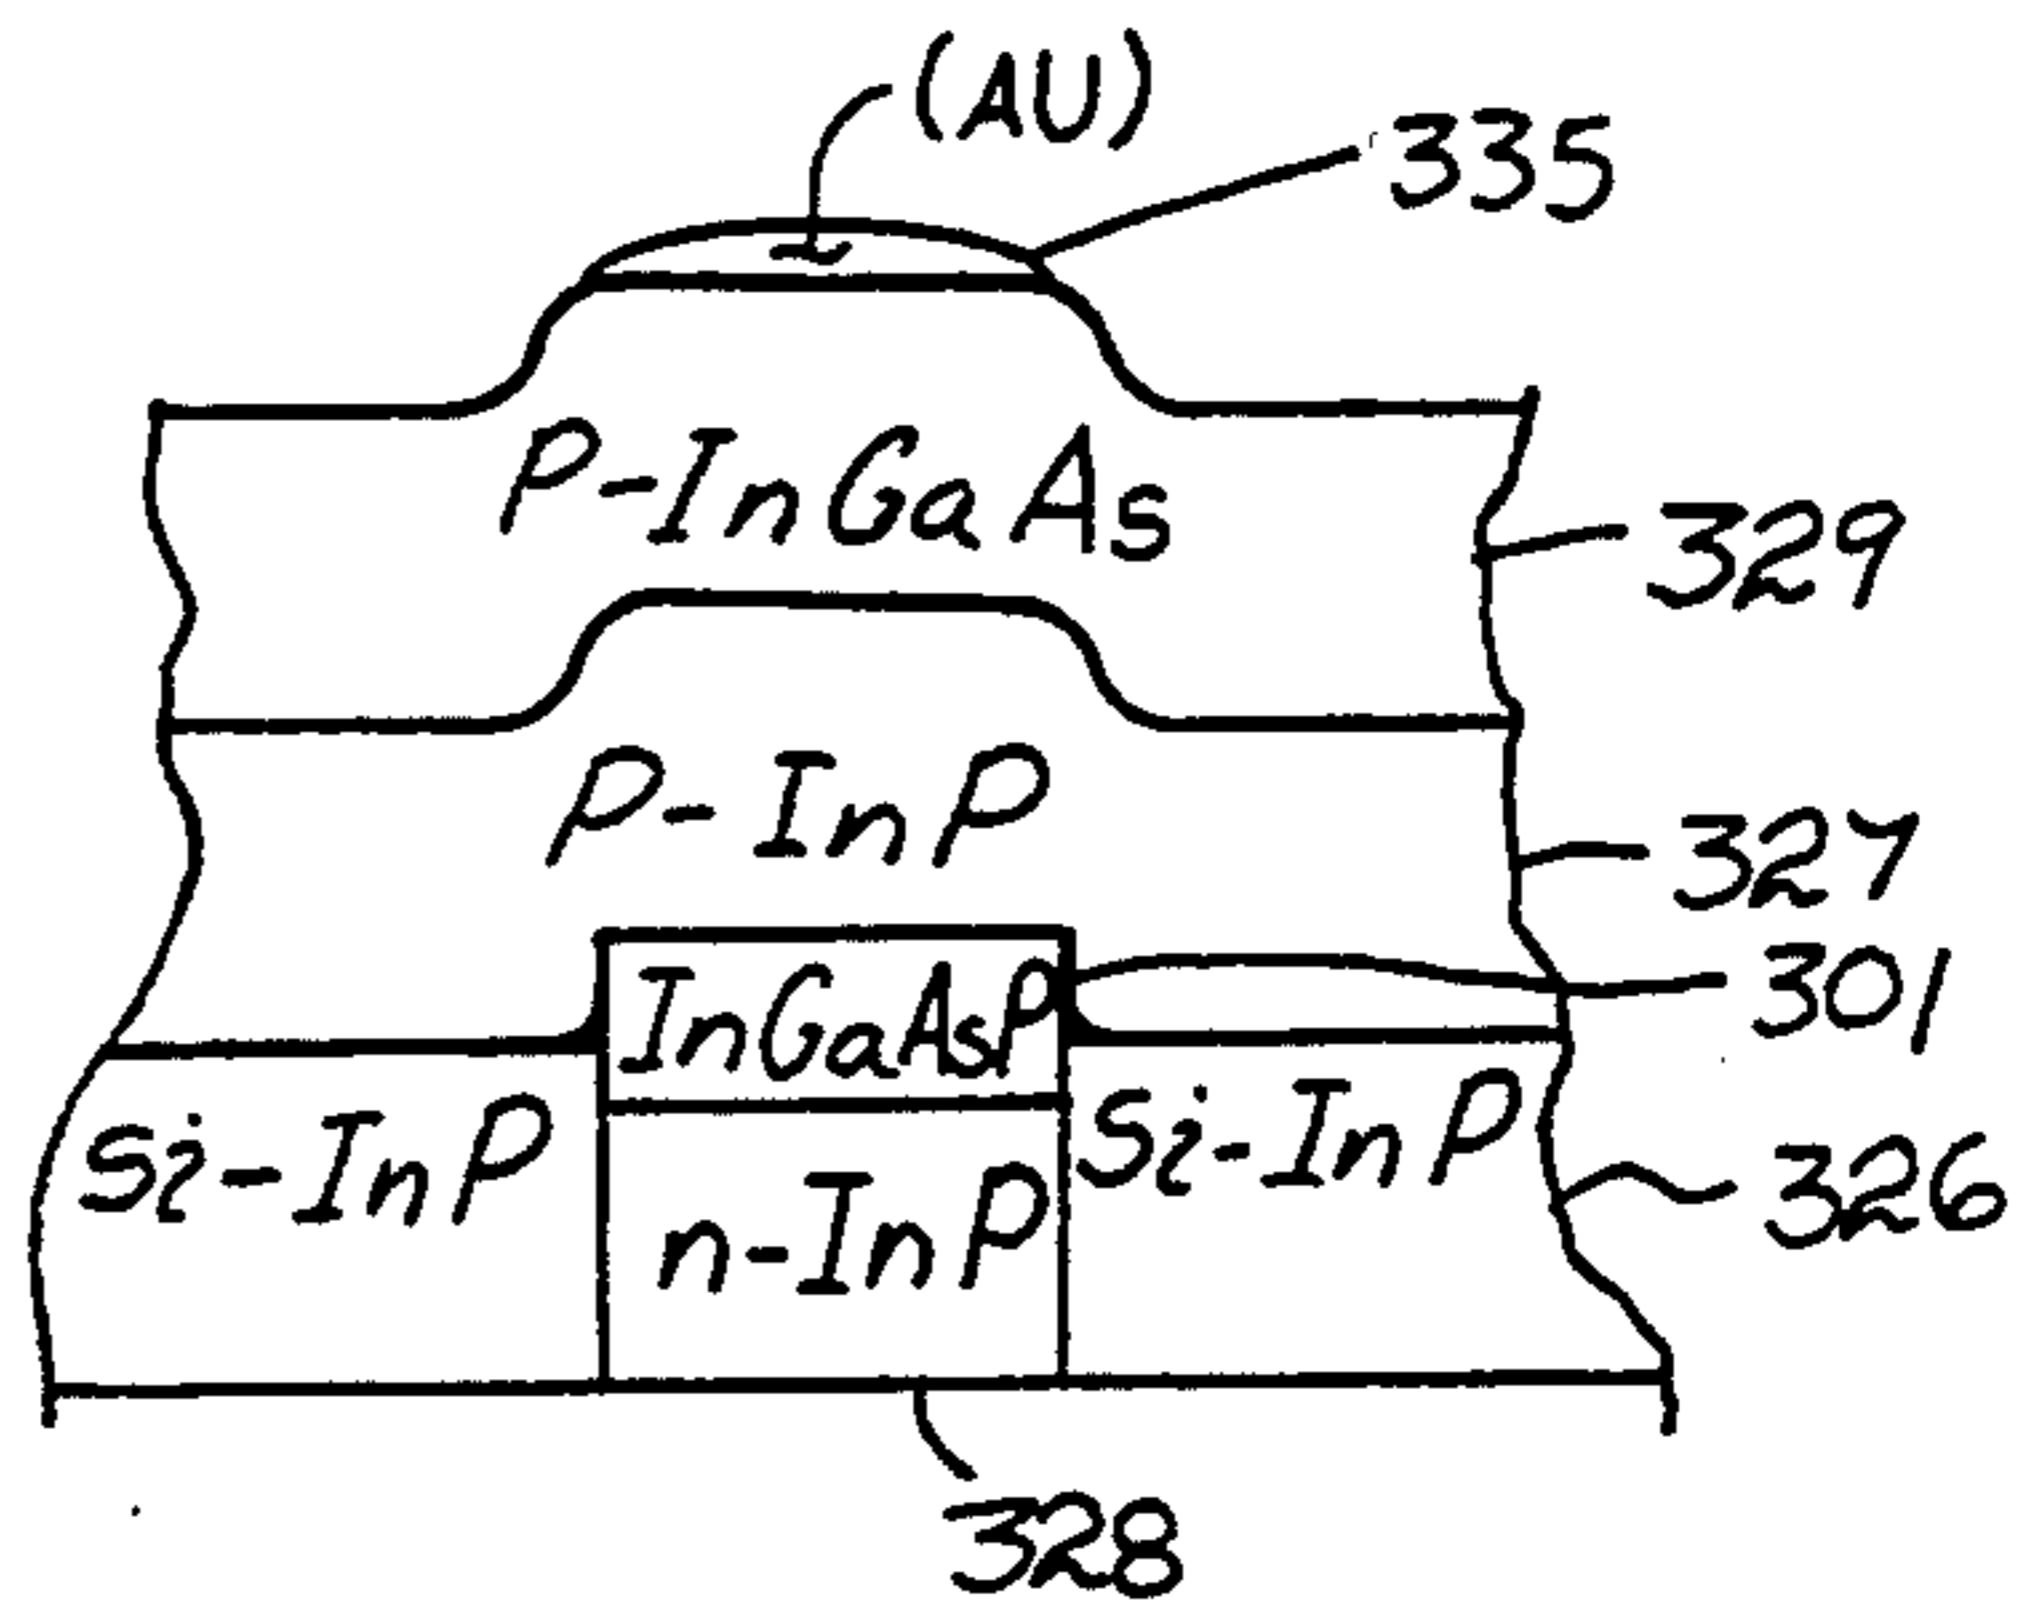 (AU)
335
P-InGaAs
329
P-InP
327
InGaAsP
301
Si-InP
Si-InP
n-InP
326
328